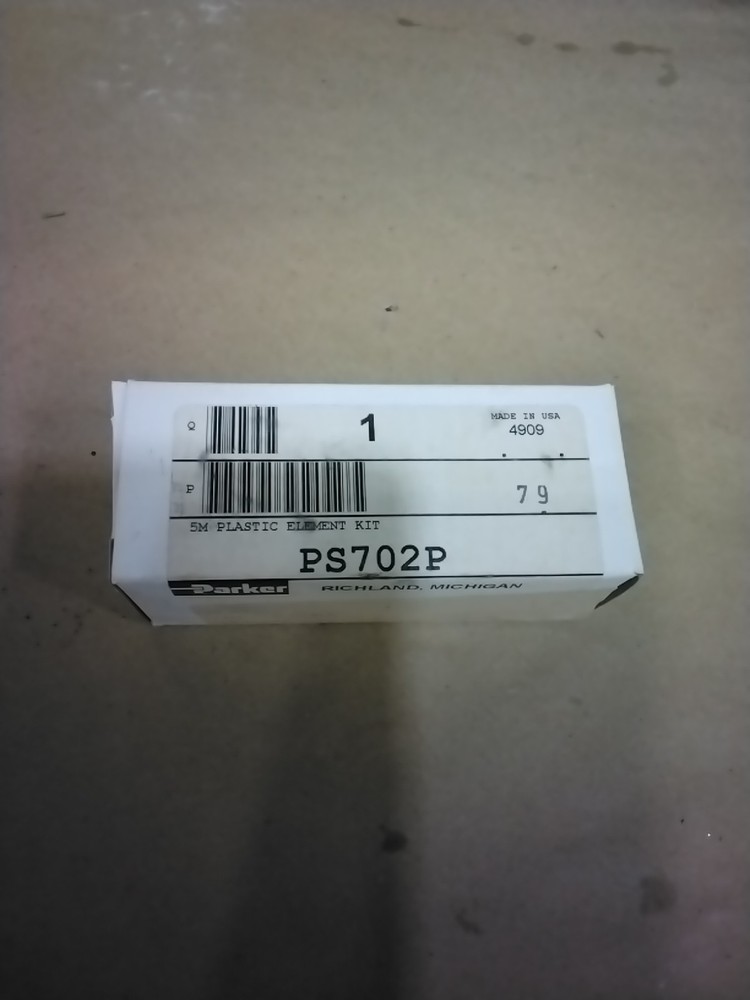 Q 1 MADE IN USA
4909
P 79
5M PLASTIC ELEMENT KIT
PS702P
Parker RICHLAND, MICHIGAN